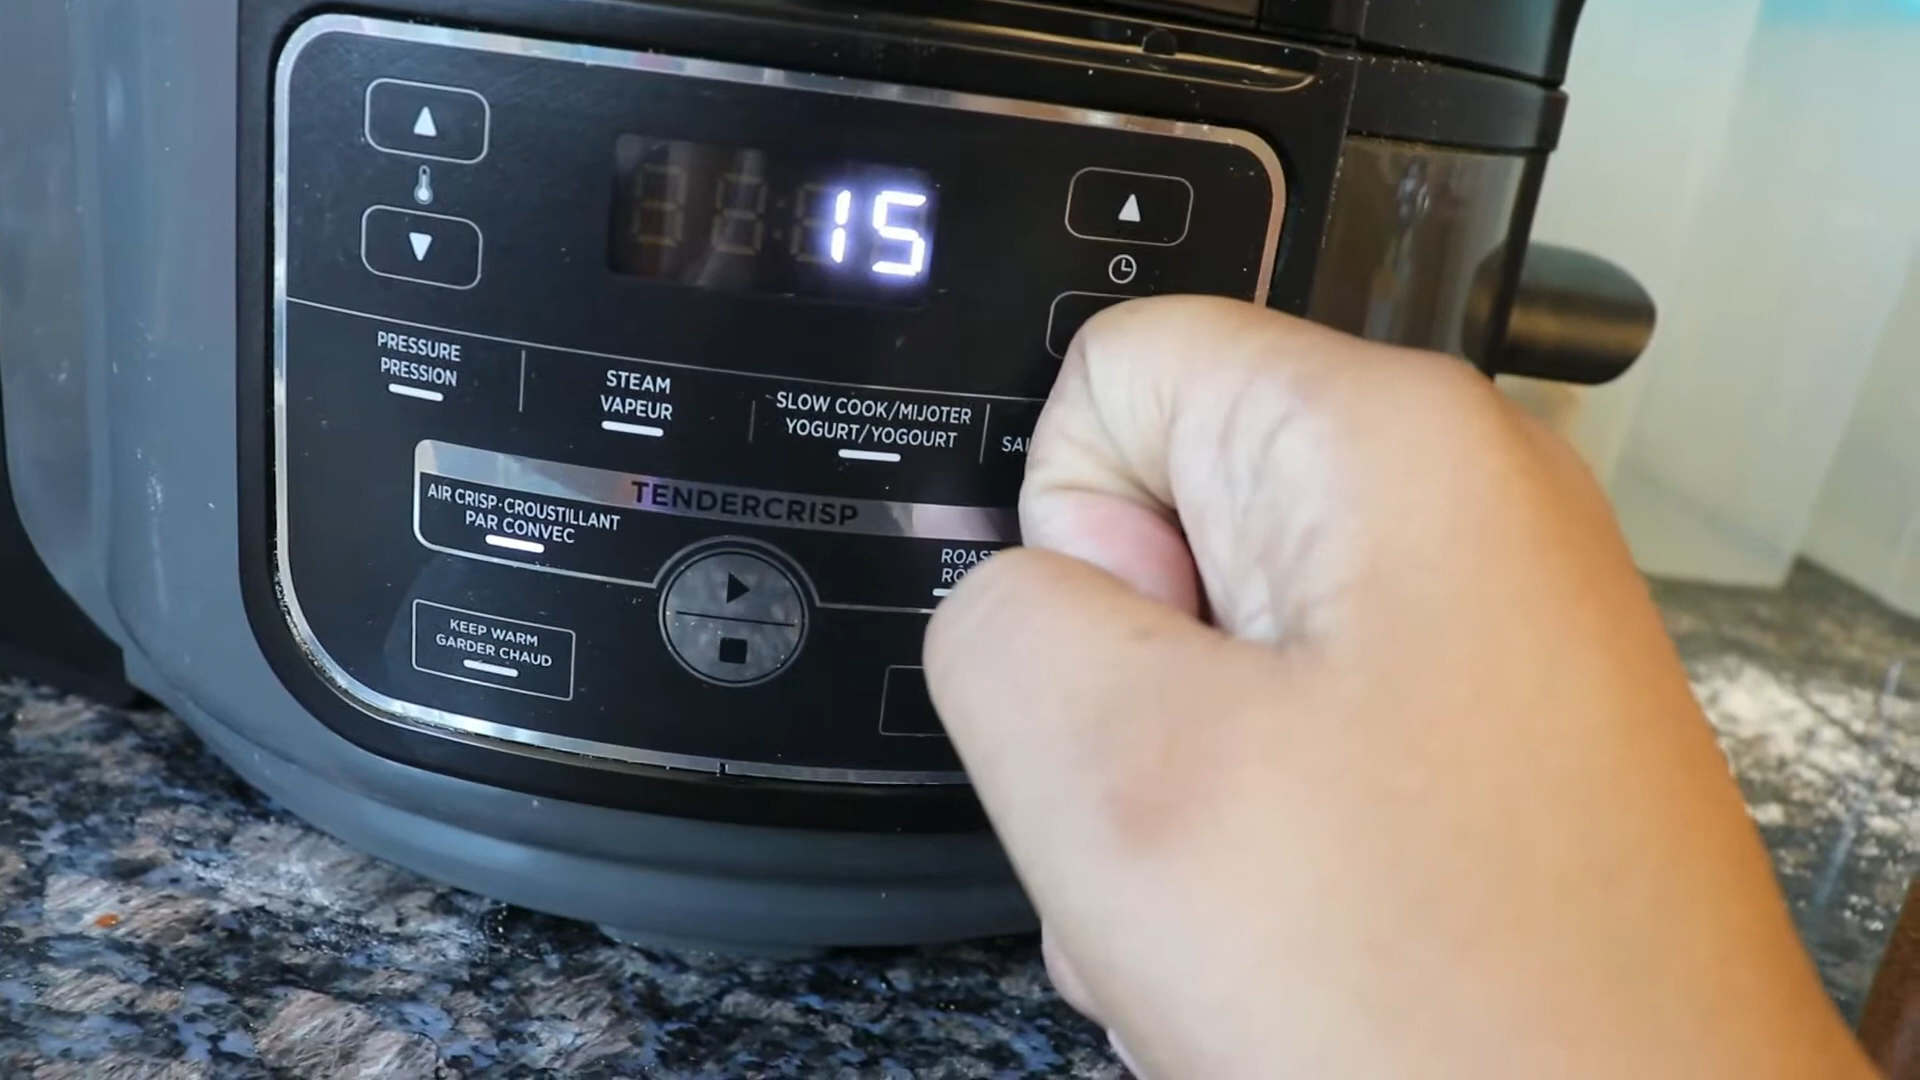 15
PRESSURE
PRESSION
STEAM
VAPEUR
SLOW COOK/MIJOTER
YOGURT/YOGOURT
TENDERCRISP
AIR CRISP-CROUSTILLANT
PAR CONVEC
KEEP WARM
GARDER CHAUD